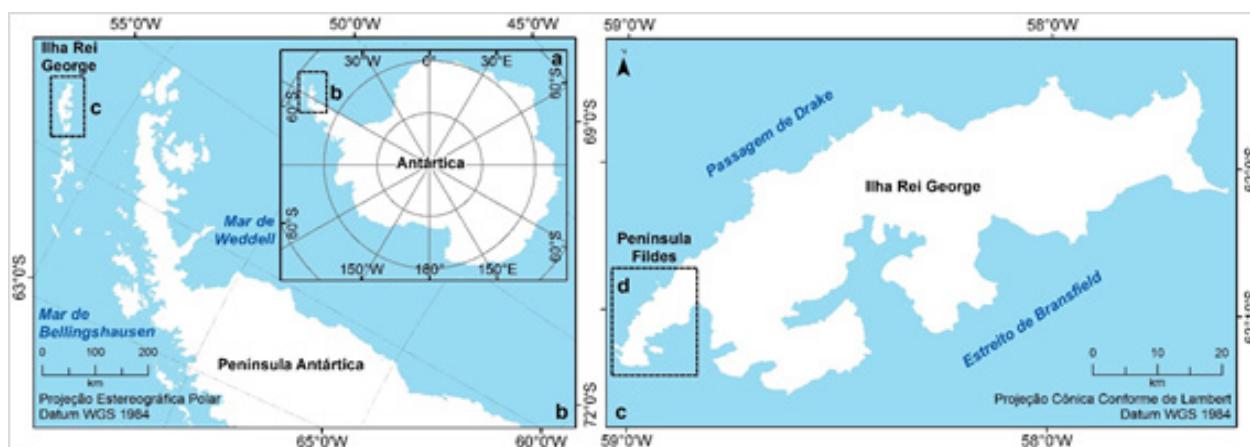 55°0'W
50°0'W
45°0'W
Ilha Rei
George
c
a
30°W
0°
30°E
60°S
60°S
b
Antártica
60°S
60°S
150°W
180°
150°E
Mar de
Weddell
63°0'S
69°0'S
72°0'S
Mar de
Bellingshausen
0 100 200
km
Península Antártica
Projeção Estereográfica Polar
Datum WGS 1984
b
65°0'W
60°0'W
59°0'W
58°0'W
Passagem de Drake
Ilha Rei George
Península
Fildes
d
Estreito de Bransfield
0 10 20
km
Projeção Cônica Conforme de Lambert
Datum WGS 1984
c
59°0'W
58°0'W